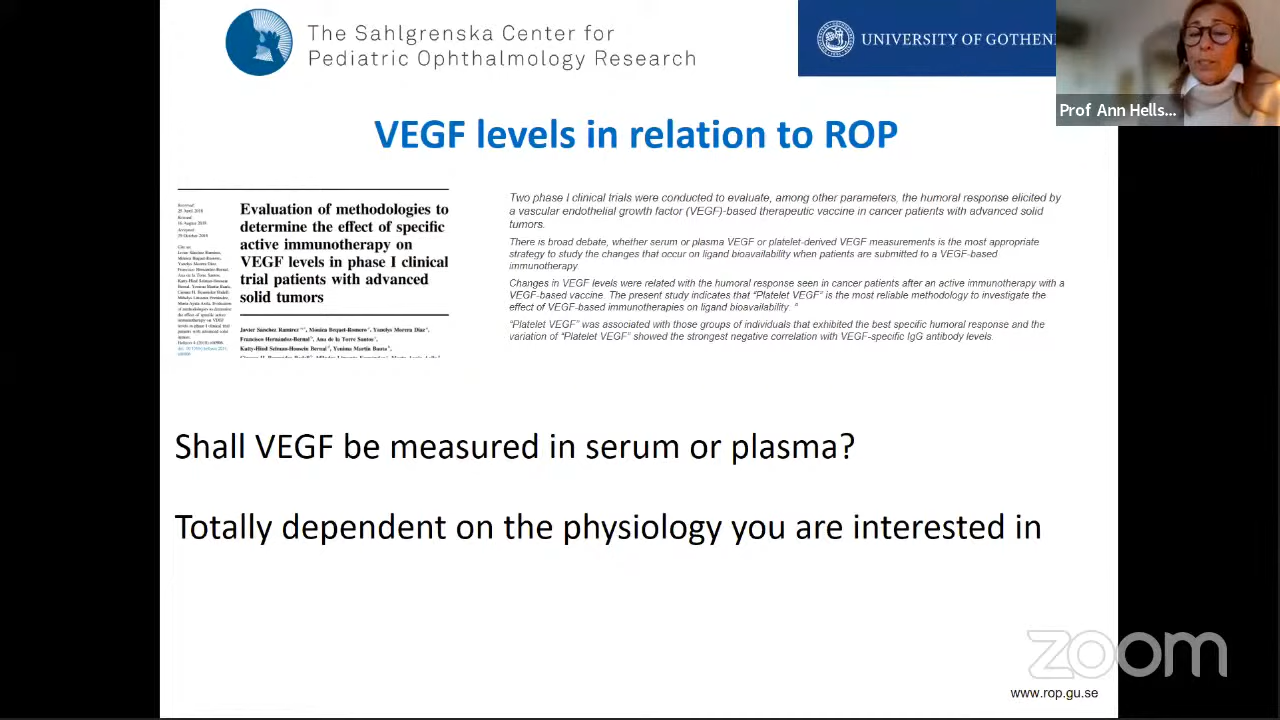 The Sahlgrenska Center for
Pediatric Ophthalmology Research
UNIVERSITY OF GOTHEN
Prof Ann Hells...
VEGF levels in relation to ROP
Evaluation of methodologies to
determine the effect of specific
active immunotherapy on
VEGF levels in phase I clinical
trial patients with advanced
solid tumors
Two phase I clinical trials were conducted to evaluate, among other parameters, the humoral response elicited by
a vascular endothelial growth factor (VEGF)-based therapeutic vaccine in cancer patients with advanced solid
tumors.
There is broad debate, whether serum or plasma VEGF or platelet-derived VEGF measurements is the most appropriate
strategy to study the changes that occur on ligand bioavailability when patients are submitted to a VEGF-based
immunotherapy.
Changes in VEGF levels were related with the humoral response seen in cancer patients after an active immunotherapy with a
VEGF-based vaccine. The present study indicates that "Platelet VEGF" is the most reliable methodology to investigate the
effect of VEGF-based immunotherapies on ligand bioavailability.
"Platelet VEGF" was associated with those groups of individuals that exhibited the best specific humoral response and the
variation of "Platelet VEGF" showed the strongest negative correlation with VEGF-specific IgG antibody levels.
Shall VEGF be measured in serum or plasma?
Totally dependent on the physiology you are interested in
zoom
www.rop.gu.se